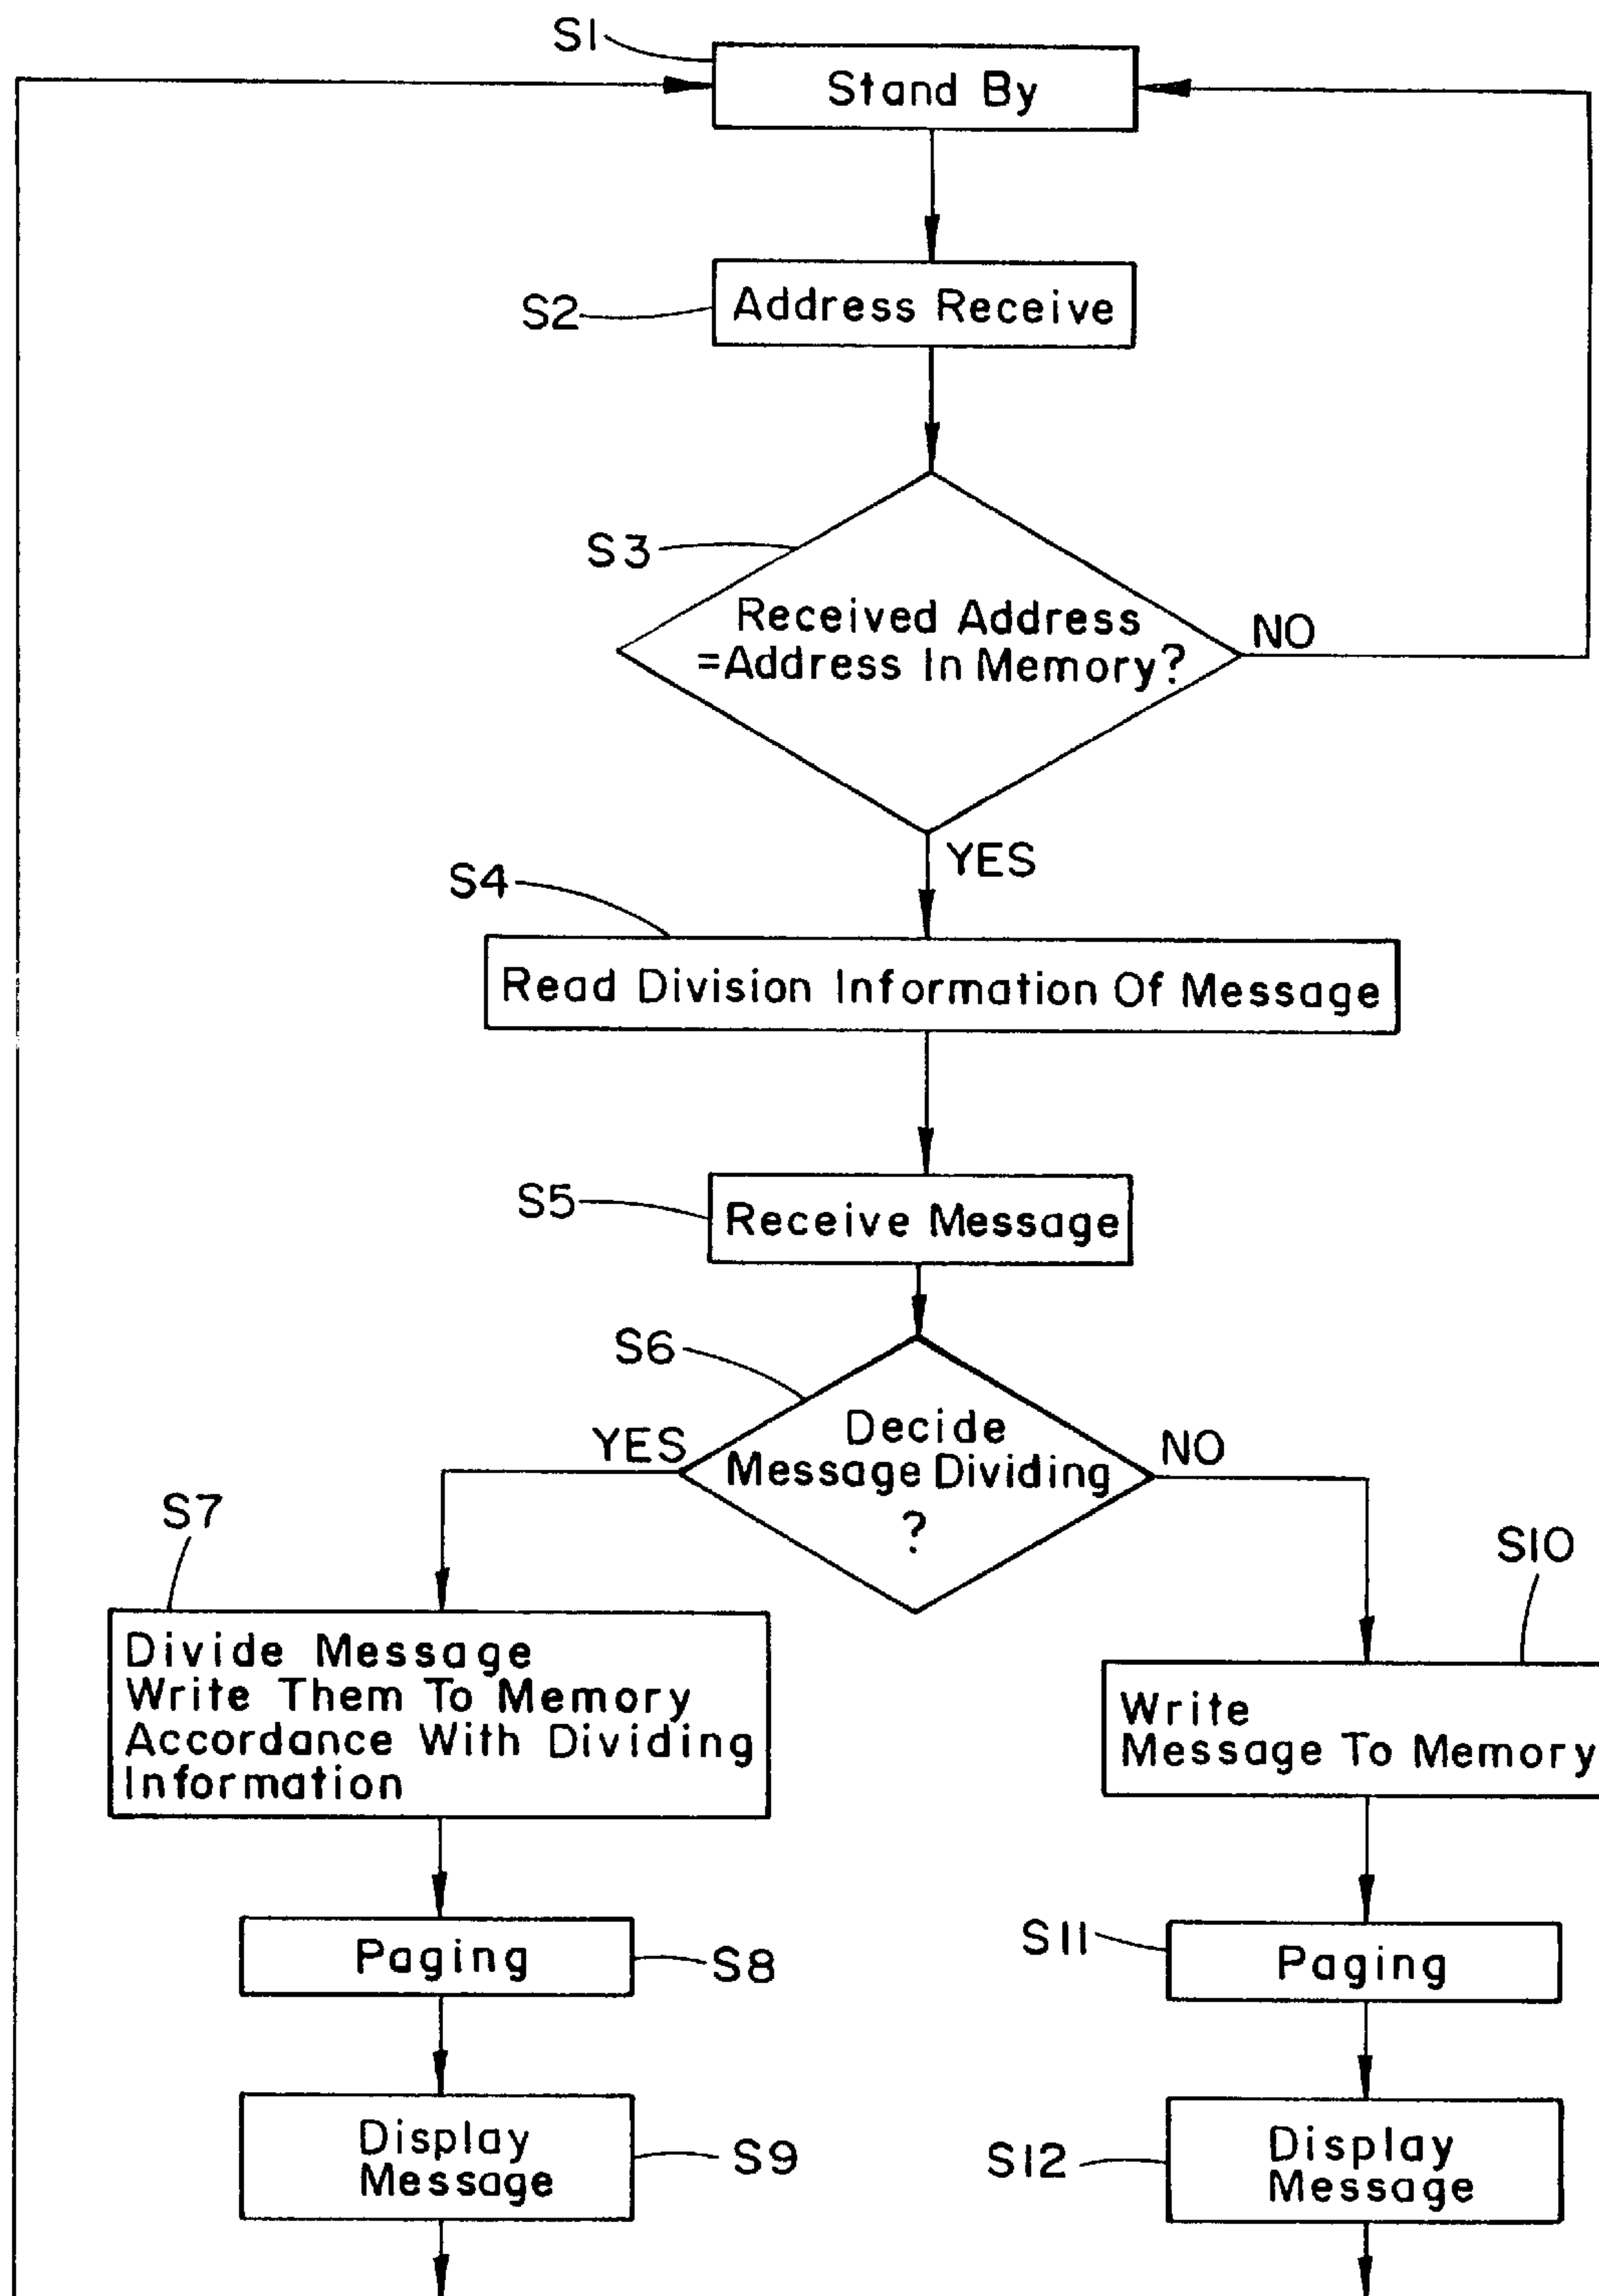 S1
Stand By
S2
Address Receive
S3
Received Address
=Address In Memory?
NO
YES
S4
Read Division Information Of Message
S5
Receive Message
S6
Decide
Message Dividing
?
YES
NO
S7
Divide Message
Write Them To Memory
Accordance With Dividing
Information
S10
Write
Message To Memory
Paging
S8
S11
Paging
Display
Message
S9
S12
Display
Message